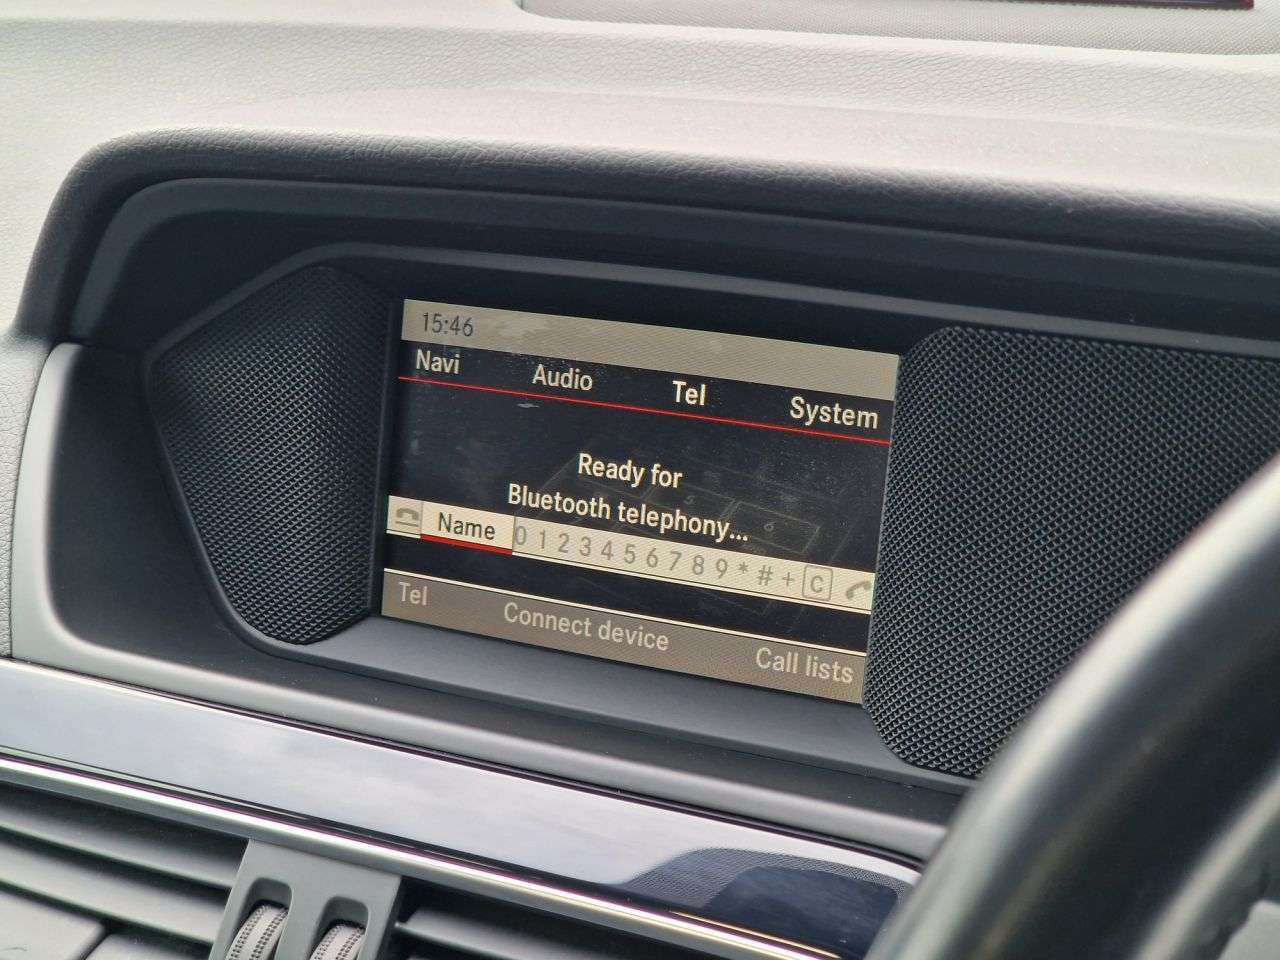 15:46
Navi Audio Tel System
Ready for
Bluetooth telephony...
Name 0 1 2 3 4 5 6 7 8 9 * # + C
Tel Connect device Call lists